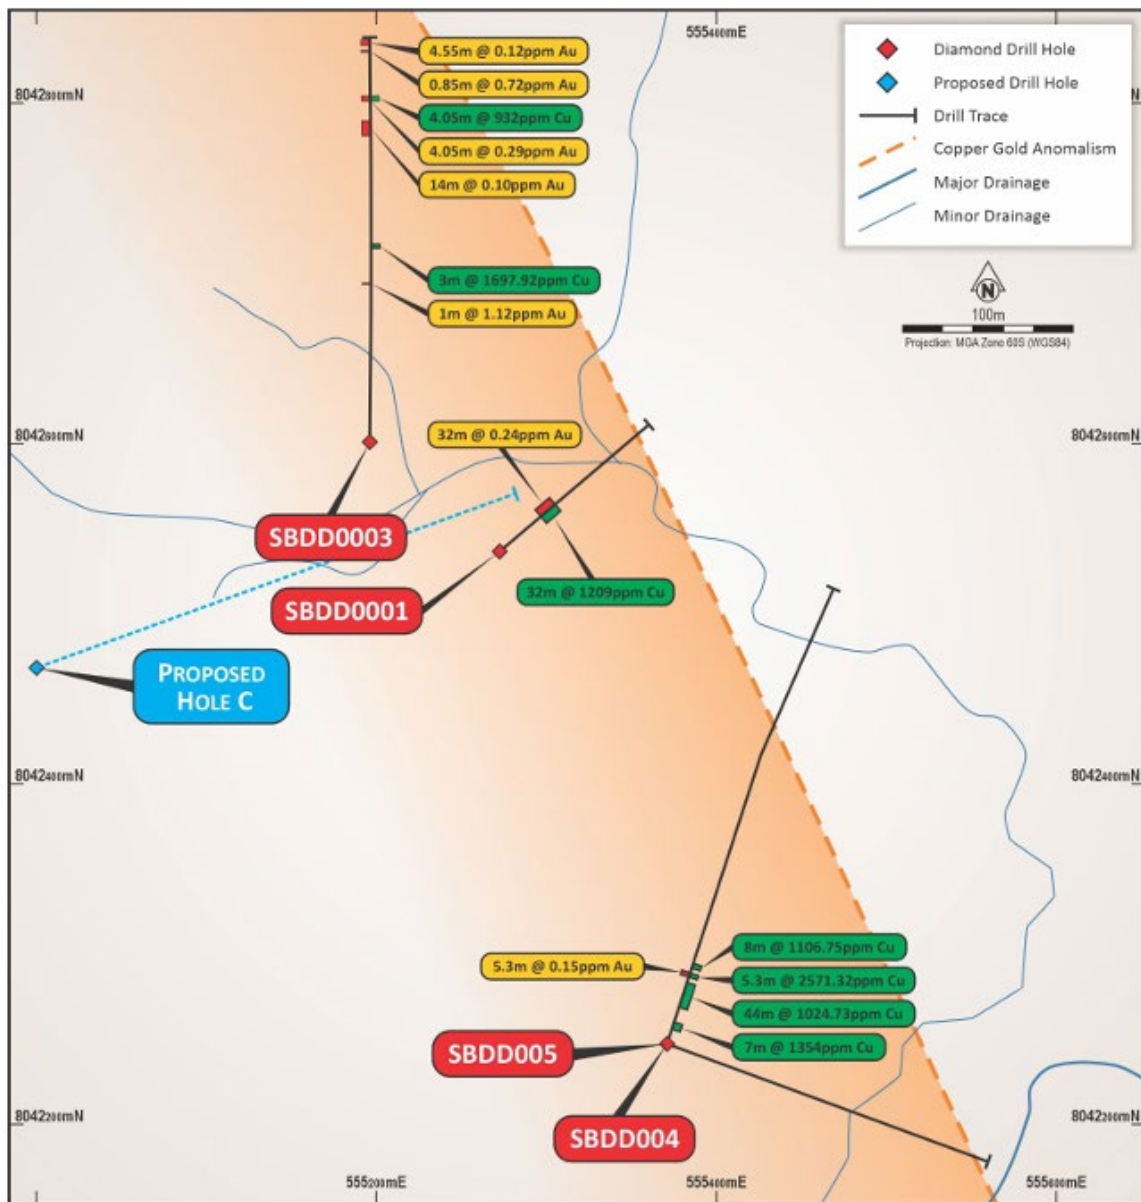 555400mE
Diamond Drill Hole
Proposed Drill Hole
Drill Trace
Copper Gold Anomalism
Major Drainage
Minor Drainage
N
100m
Projection: MGA Zone 60S (WGS84)
4.55m @ 0.12ppm Au
0.85m @ 0.72ppm Au
8042800mN
4.05m @ 932ppm Cu
4.05m @ 0.29ppm Au
14m @ 0.10ppm Au
3m @ 1697.92ppm Cu
1m @ 1.12ppm Au
32m @ 0.24ppm Au
8042600mN
8042600mN
SBDD0003
32m @ 1209ppm Cu
SBDD0001
PROPOSED
HOLE C
8042400mN
8042400mN
8m @ 1106.75ppm Cu
5.3m @ 0.15ppm Au
5.3m @ 2571.32ppm Cu
44m @ 1024.73ppm Cu
7m @ 1354ppm Cu
SBDD005
SBDD004
8042200mN
8042200mN
555200mE
555400mE
555600mE